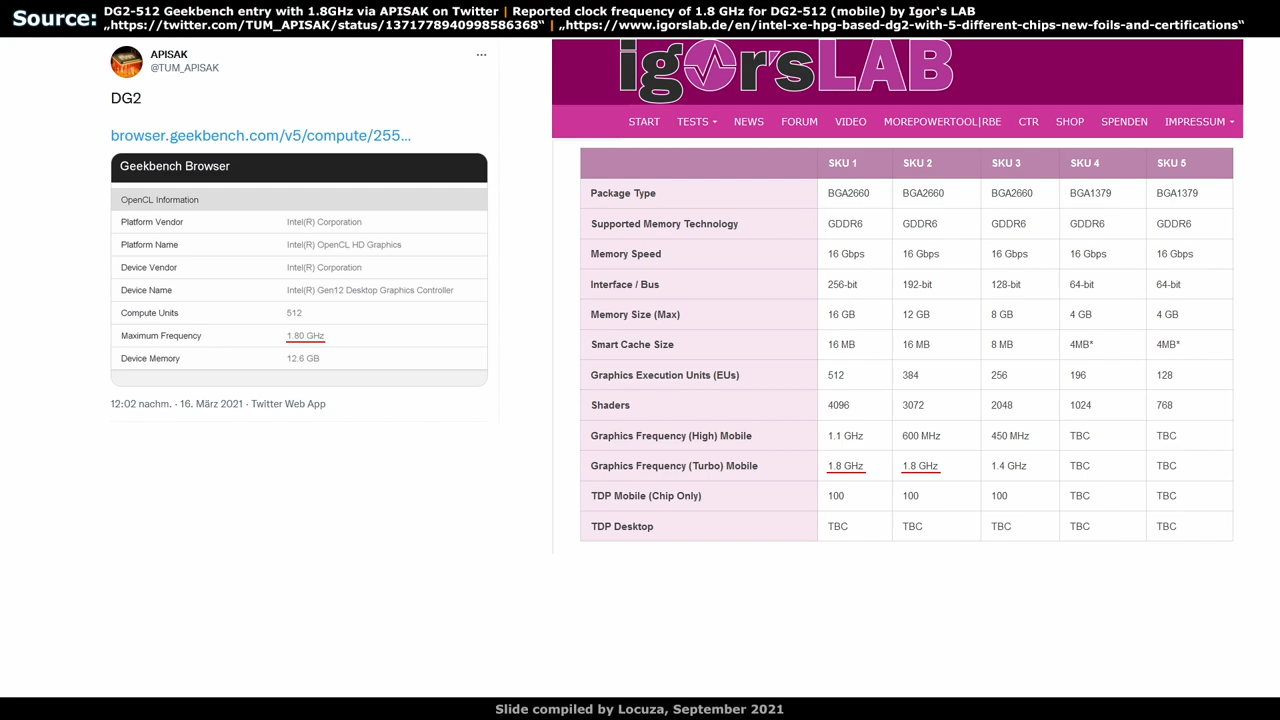 Source: DG2-512 Geekbench entry with 1.8GHz via APISAK on Twitter | Reported clock frequency of 1.8 GHz for DG2-512 (mobile) by Igor`s LAB
„https://twitter.com/TUM_APISAK/status/1371778940998586368“ | „https://www.igorslab.de/en/intel-xe-hpg-based-dg2-with-5-different-chips-new-foils-and-certifications“
APISAK
@TUM_APISAK
DG2
browser.geekbench.com/v5/compute/255...
Geekbench Browser
OpenCL Information
Platform Vendor Intel(R) Corporation
Platform Name Intel(R) OpenCL HD Graphics
Device Vendor Intel(R) Corporation
Device Name Intel(R) Gen12 Desktop Graphics Controller
Compute Units 512
Maximum Frequency 1.80 GHz
Device Memory 12.6 GB
12:02 nachm. · 16. März 2021 · Twitter Web App
igor'sLAB
START TESTS NEWS FORUM VIDEO MOREPOWERTOOL|RBE CTR SHOP SPENDEN IMPRESSUM
SKU 1 SKU 2 SKU 3 SKU 4 SKU 5
Package Type BGA2660 BGA2660 BGA2660 BGA1379 BGA1379
Supported Memory Technology GDDR6 GDDR6 GDDR6 GDDR6 GDDR6
Memory Speed 16 Gbps 16 Gbps 16 Gbps 16 Gbps 16 Gbps
Interface / Bus 256-bit 192-bit 128-bit 64-bit 64-bit
Memory Size (Max) 16 GB 12 GB 8 GB 4 GB 4 GB
Smart Cache Size 16 MB 16 MB 8 MB 4MB* 4MB*
Graphics Execution Units (EUs) 512 384 256 196 128
Shaders 4096 3072 2048 1024 768
Graphics Frequency (High) Mobile 1.1 GHz 600 MHz 450 MHz TBC TBC
Graphics Frequency (Turbo) Mobile 1.8 GHz 1.8 GHz 1.4 GHz TBC TBC
TDP Mobile (Chip Only) 100 100 100 TBC TBC
TDP Desktop TBC TBC TBC TBC TBC
Slide compiled by Locuza, September 2021